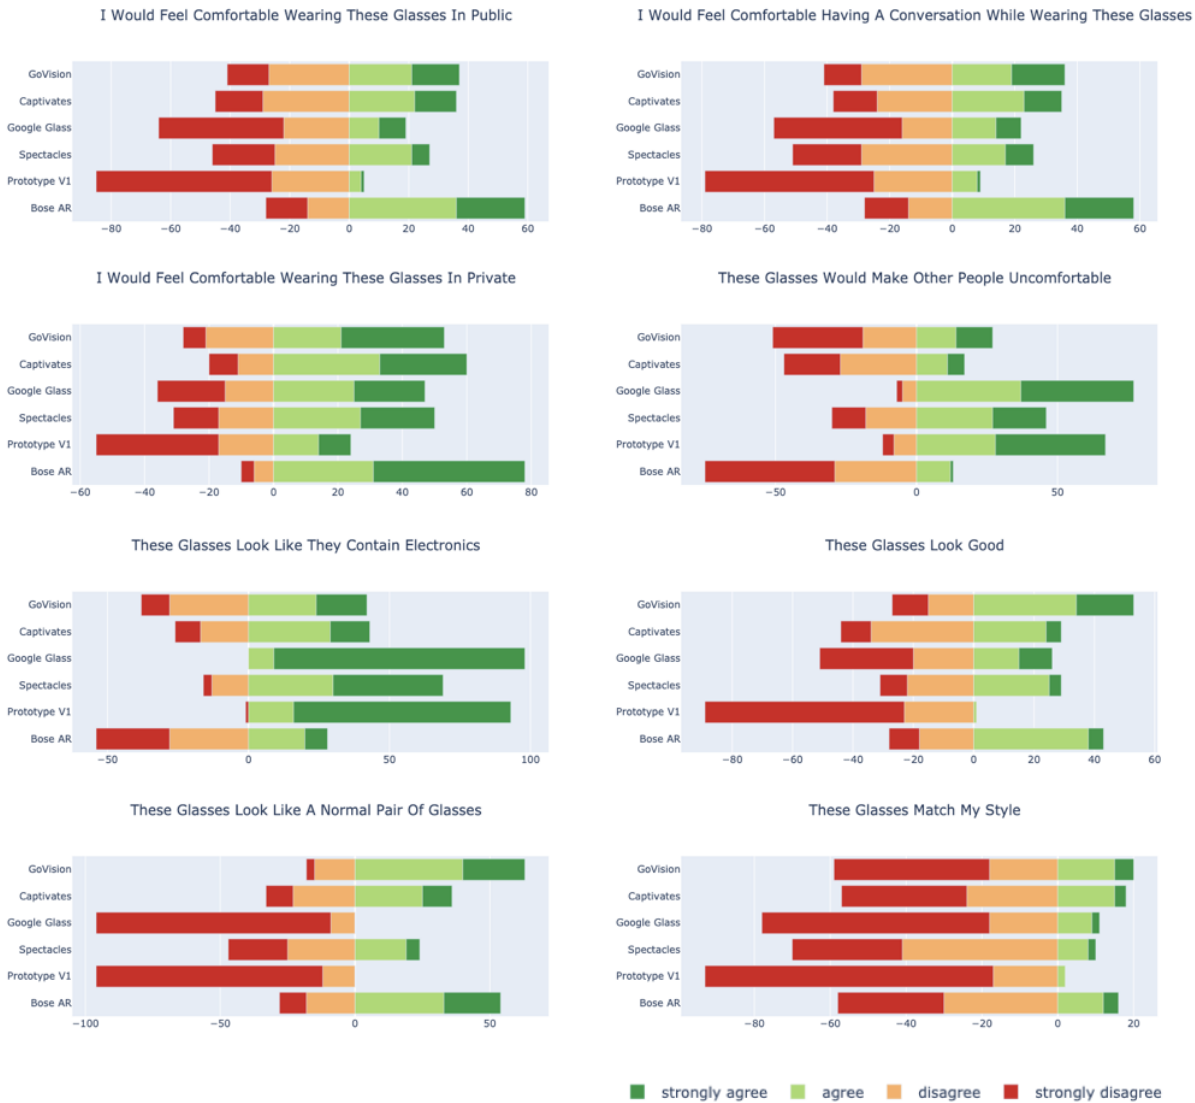 I Would Feel Comfortable Wearing These Glasses In Public
GoVision
Captivates
Google Glass
Spectacles
Prototype V1
Bose AR
−80 −60 −40 −20 0 20 40 60
I Would Feel Comfortable Having A Conversation While Wearing These Glasses
GoVision
Captivates
Google Glass
Spectacles
Prototype V1
Bose AR
−80 −60 −40 −20 0 20 40 60
I Would Feel Comfortable Wearing These Glasses In Private
GoVision
Captivates
Google Glass
Spectacles
Prototype V1
Bose AR
−60 −40 −20 0 20 40 60 80
These Glasses Would Make Other People Uncomfortable
GoVision
Captivates
Google Glass
Spectacles
Prototype V1
Bose AR
−50 0 50
These Glasses Look Like They Contain Electronics
GoVision
Captivates
Google Glass
Spectacles
Prototype V1
Bose AR
−50 0 50 100
These Glasses Look Good
GoVision
Captivates
Google Glass
Spectacles
Prototype V1
Bose AR
−80 −60 −40 −20 0 20 40 60
These Glasses Look Like A Normal Pair Of Glasses
GoVision
Captivates
Google Glass
Spectacles
Prototype V1
Bose AR
−100 −50 0 50
These Glasses Match My Style
GoVision
Captivates
Google Glass
Spectacles
Prototype V1
Bose AR
−80 −60 −40 −20 0 20
strongly agree agree disagree strongly disagree